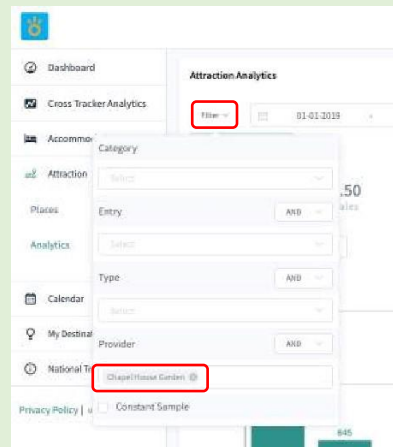 Dashboard
Attraction Analytics
Cross Tracker Analytics
Filter
01-01-2019
Accommo
Category
Attraction
Select
.50
ales
Places
Entry
AND
Analytics
Select
Type
AND
Calendar
Select
My Destinat
Provider
AND
National Tr
Chapel House Garden
Constant Sample
Privacy Policy |
645